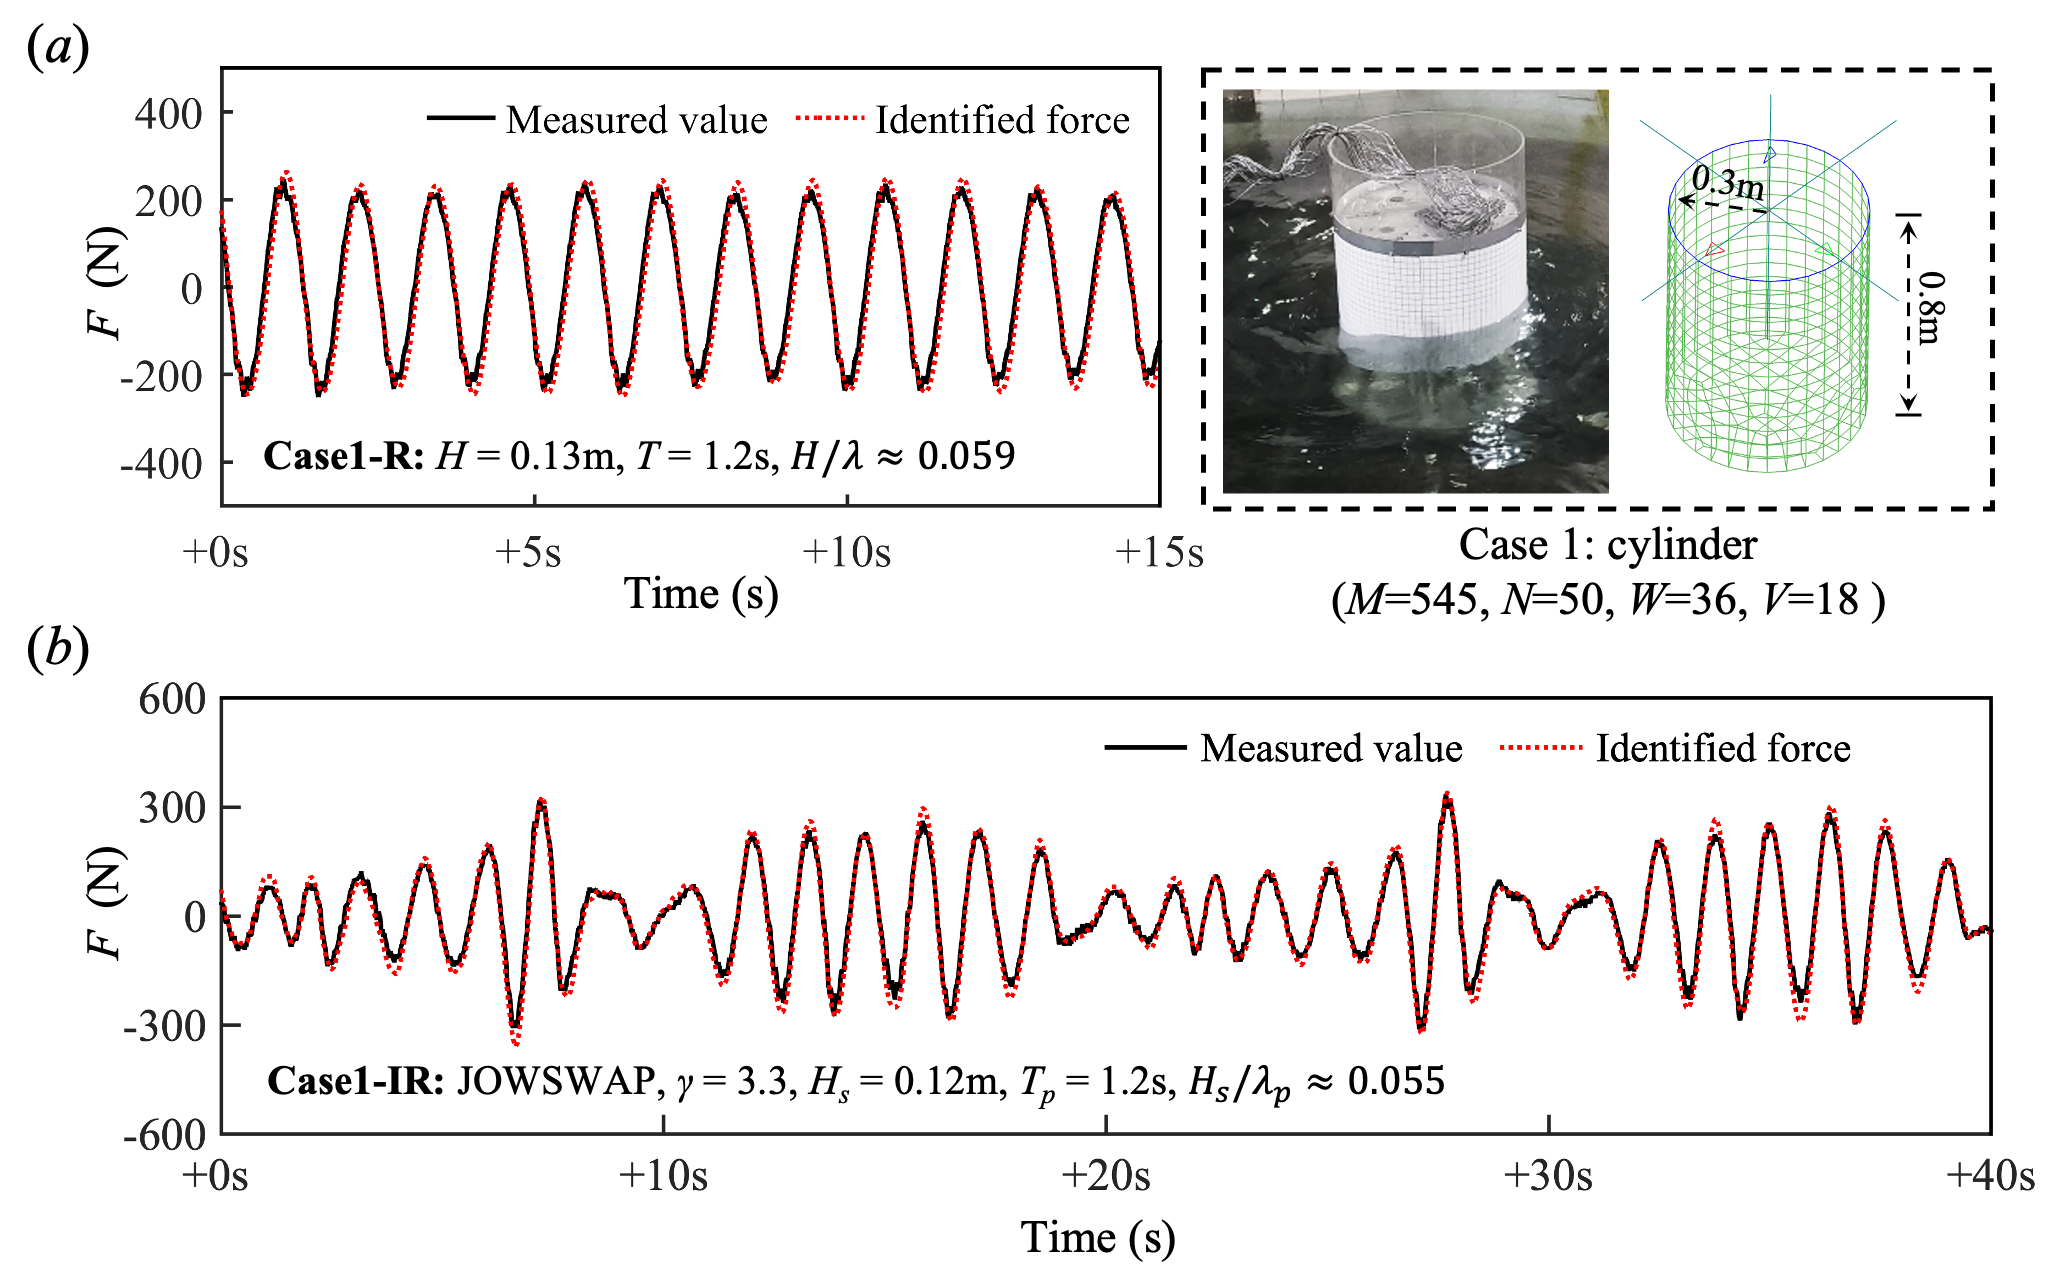 (a)
400
200
0
-200
-400
F (N)
Measured value
Identified force
Case1-R: H = 0.13m, T = 1.2s, H/λ ≈ 0.059
+0s
+5s
+10s
+15s
Time (s)
0.3m
0.8m
Case 1: cylinder
(M=545, N=50, W=36, V=18 )
(b)
600
300
0
-300
-600
F (N)
Measured value
Identified force
Case1-IR: JOWSWAP, γ = 3.3, Hs = 0.12m, Tp = 1.2s, Hs/λp ≈ 0.055
+0s
+10s
+20s
+30s
+40s
Time (s)